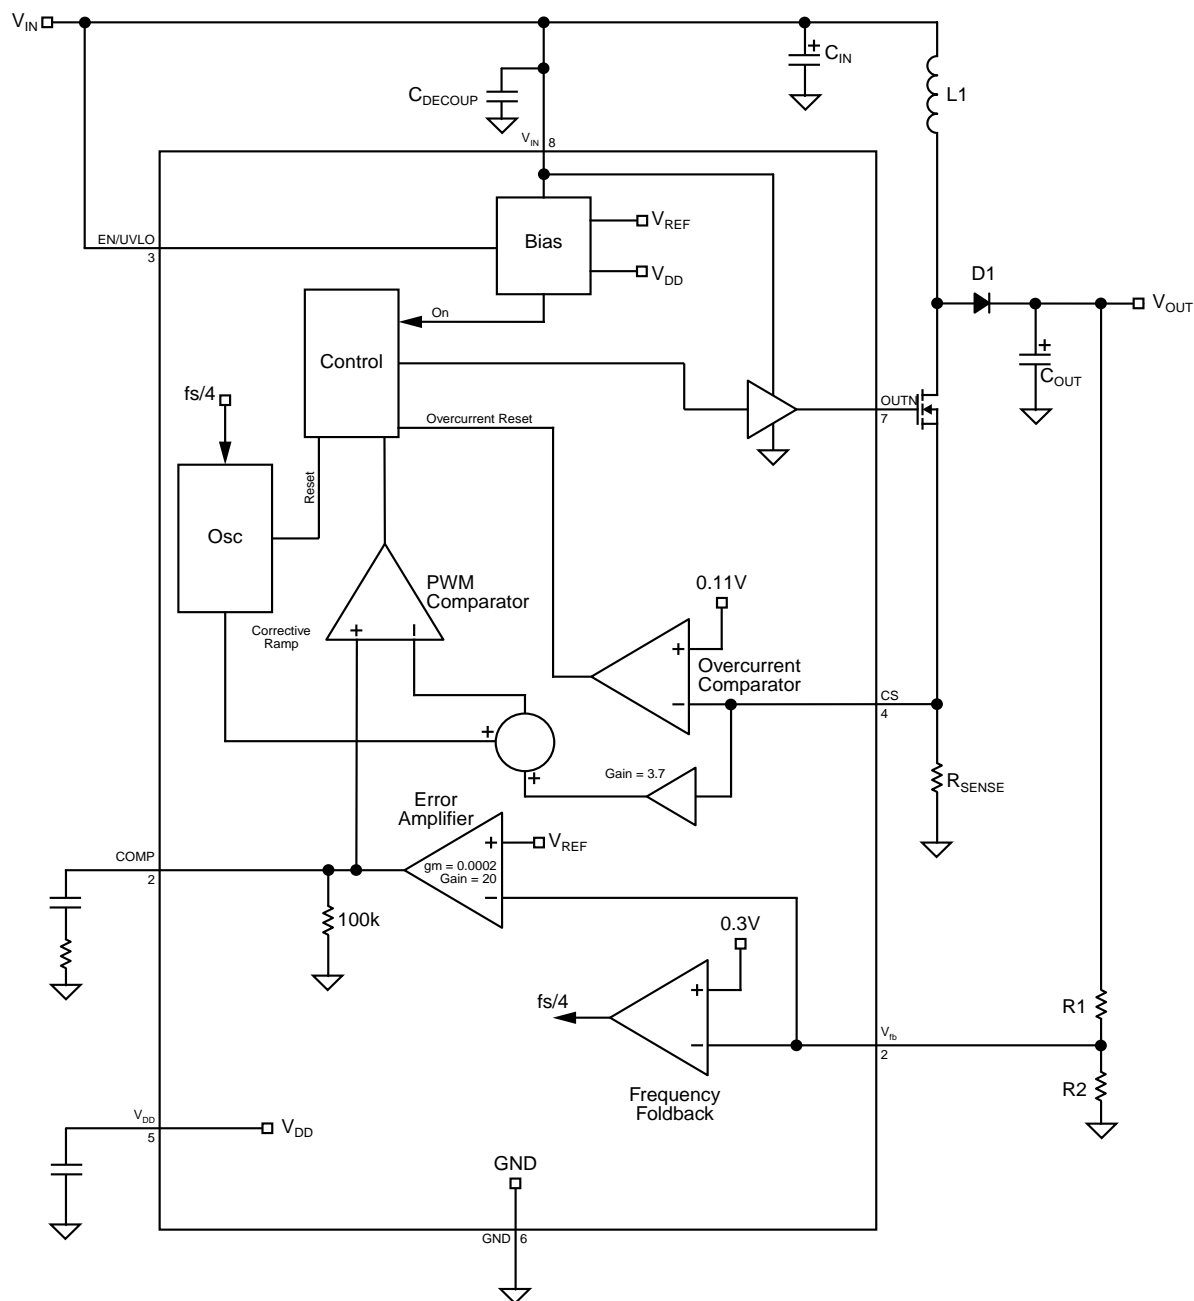 VIN
CIN
L1
CDECOUP
VIN
8
EN/UVLO
3
Bias
VREF
VDD
D1
VOUT
COUT
On
Control
fs/4
Overcurrent Reset
OUTN
7
Reset
Osc
PWM
Comparator
Corrective
Ramp
+
−
0.11V
+
Overcurrent
Comparator
−
CS
4
+
+
Gain = 3.7
RSENSE
Error
Amplifier
+
VREF
gm = 0.0002
Gain = 20
−
COMP
2
100k
0.3V
fs/4
+
−
Vfb
2
R1
R2
Frequency
Foldback
VDD
5
VDD
GND
GND
6